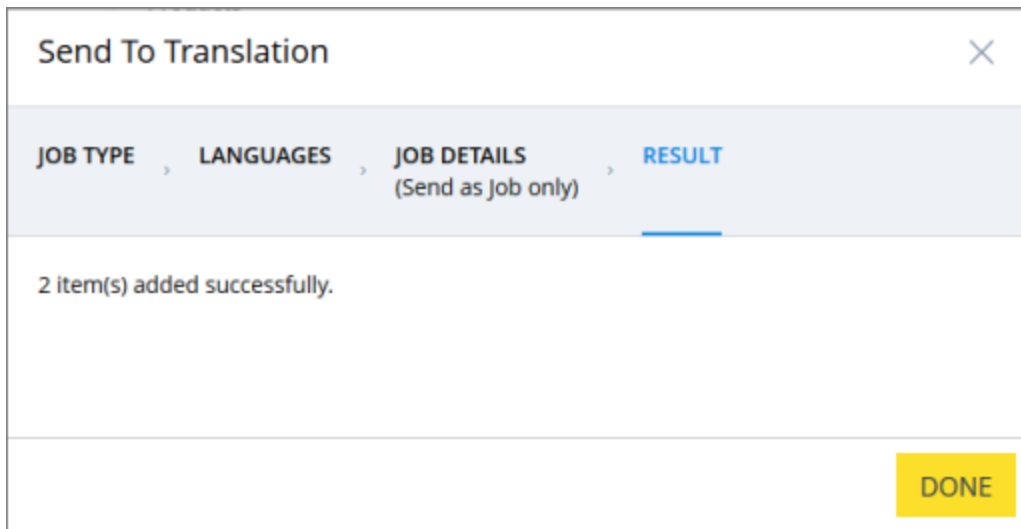 Send To Translation
JOB TYPE
LANGUAGES
JOB DETAILS
(Send as Job only)
RESULT
2 item(s) added successfully.
DONE